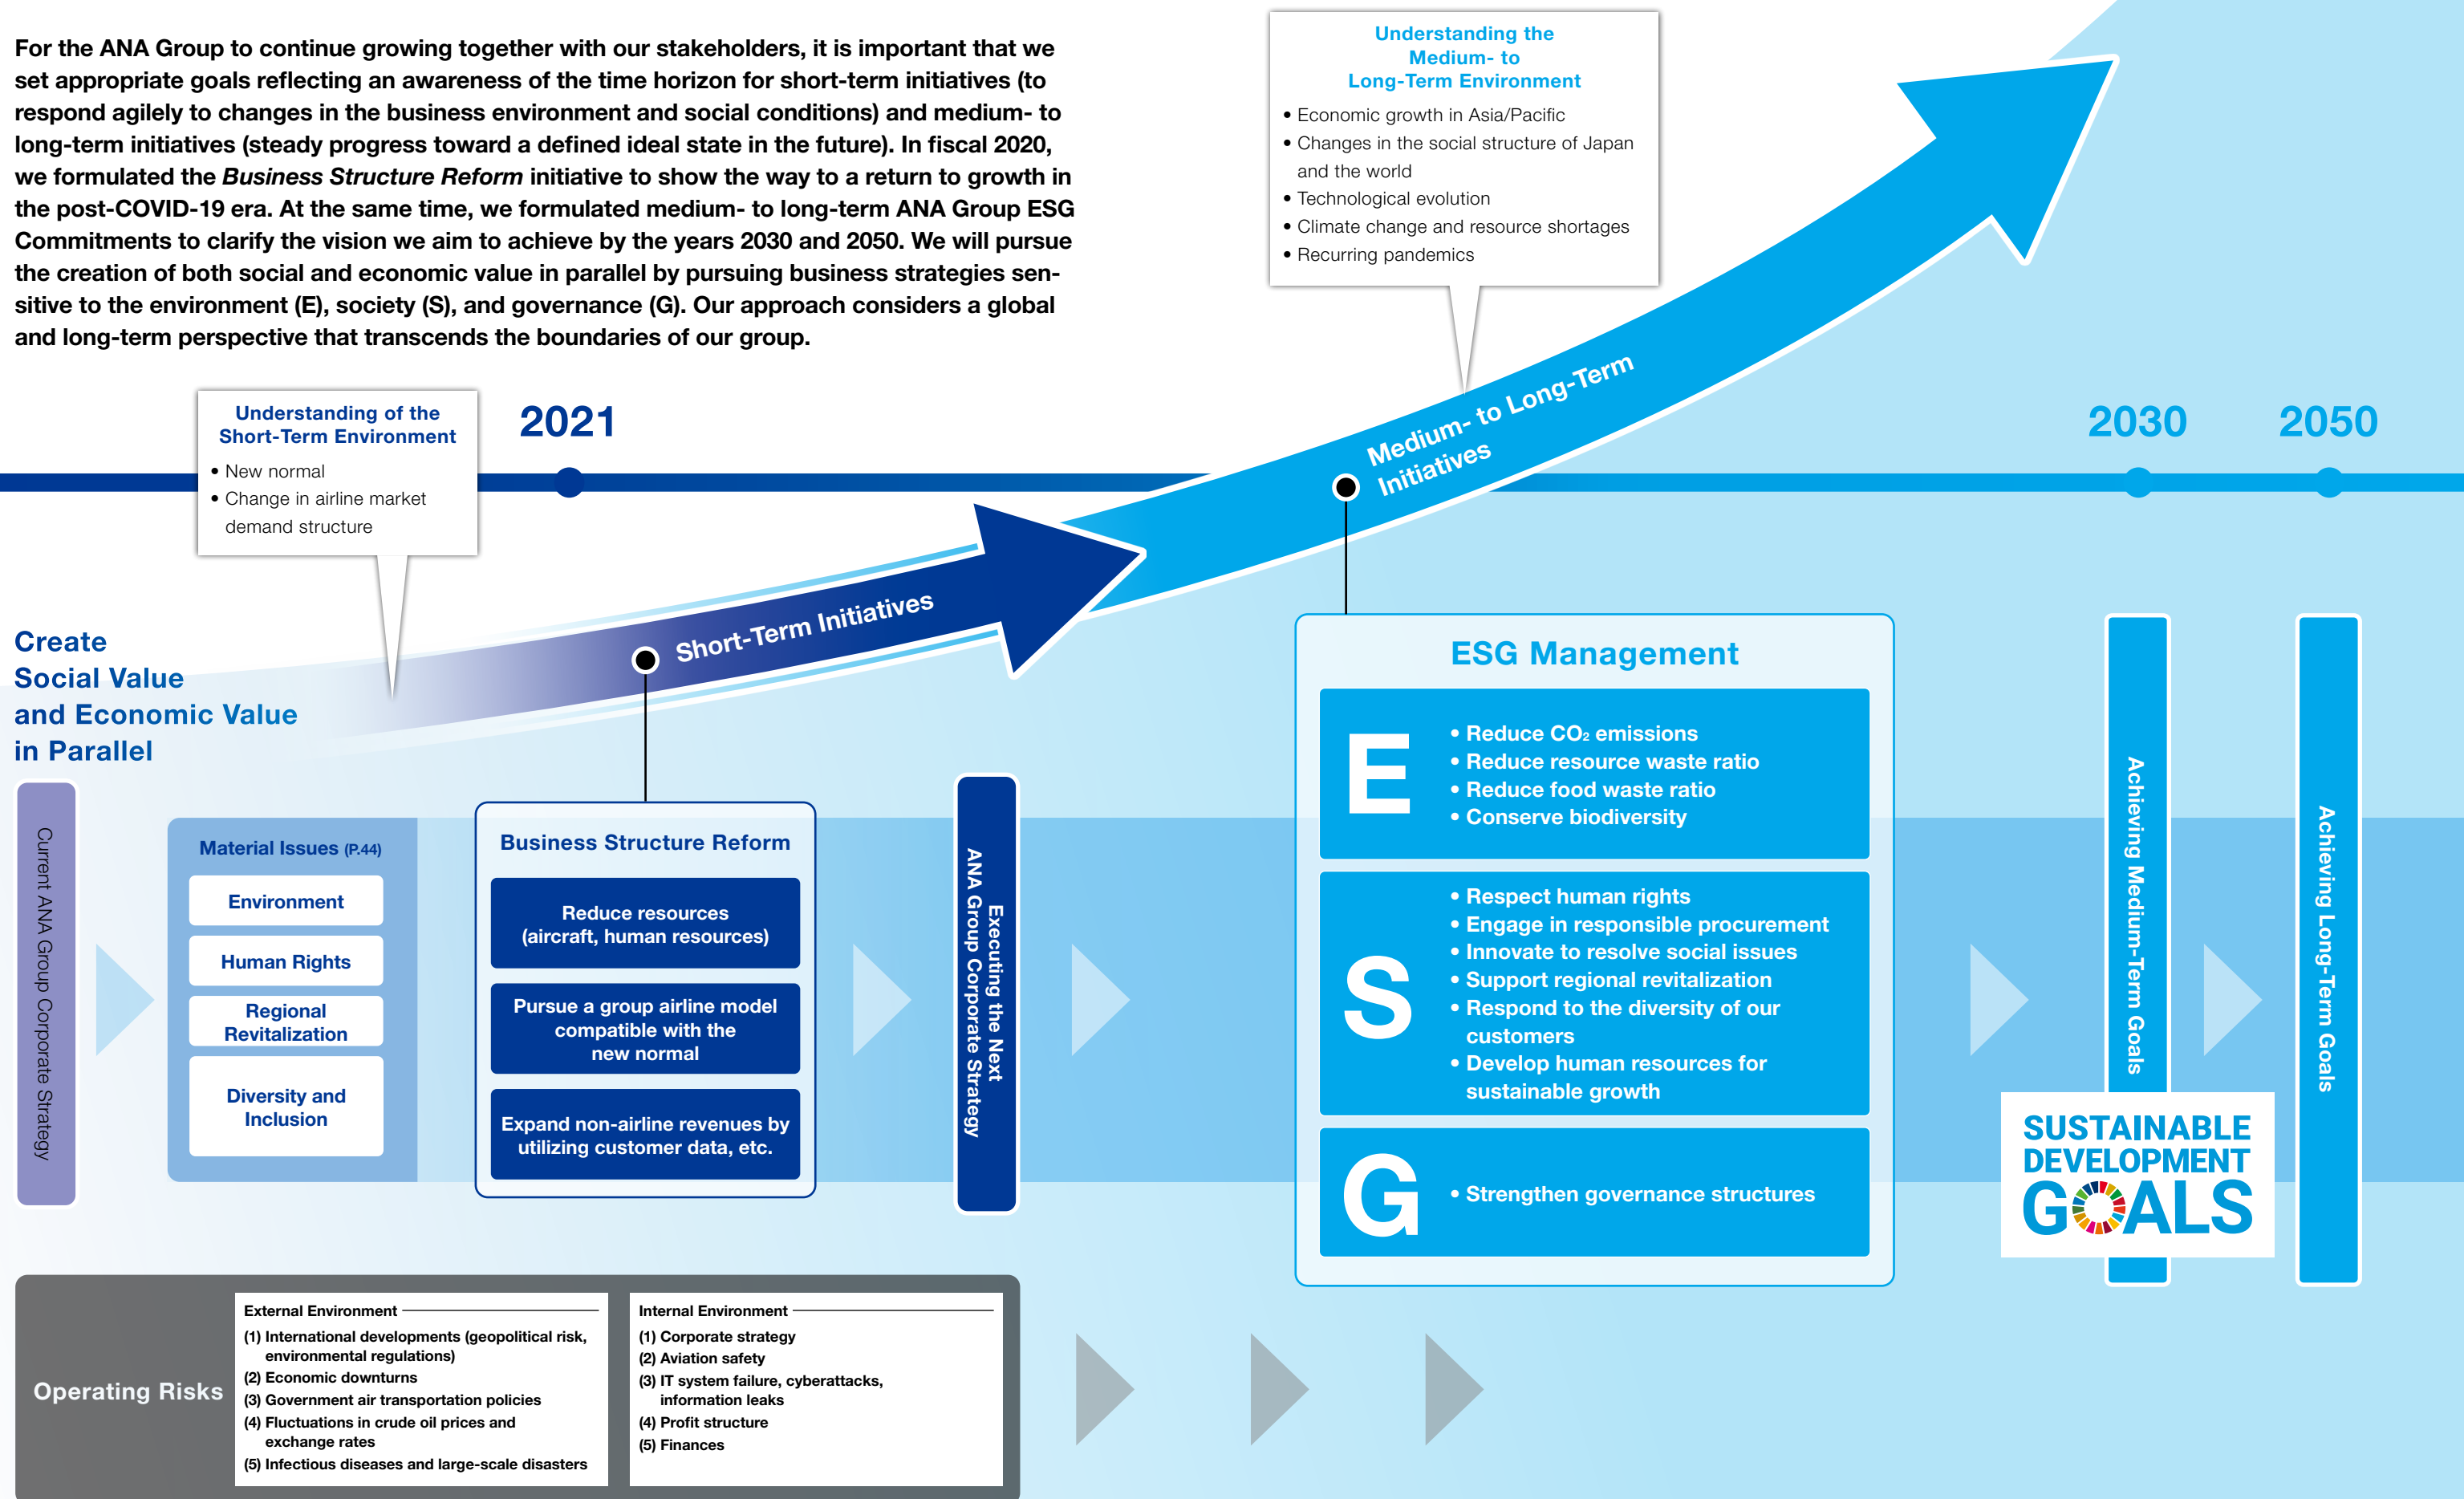 For the ANA Group to continue growing together with our stakeholders, it is important that we
set appropriate goals reflecting an awareness of the time horizon for short-term initiatives (to
respond agilely to changes in the business environment and social conditions) and medium- to
long-term initiatives (steady progress toward a defined ideal state in the future). In fiscal 2020,
we formulated the Business Structure Reform initiative to show the way to a return to growth in
the post-COVID-19 era. At the same time, we formulated medium- to long-term ANA Group ESG
Commitments to clarify the vision we aim to achieve by the years 2030 and 2050. We will pursue
the creation of both social and economic value in parallel by pursuing business strategies sen-
sitive to the environment (E), society (S), and governance (G). Our approach considers a global
and long-term perspective that transcends the boundaries of our group.
Understanding the
Medium- to
Long-Term Environment
• Economic growth in Asia/Pacific
• Changes in the social structure of Japan
and the world
• Technological evolution
• Climate change and resource shortages
• Recurring pandemics
Understanding of the
Short-Term Environment
• New normal
• Change in airline market
demand structure
2021
2030
2050
Medium- to Long-Term
Initiatives
Short-Term Initiatives
Create
Social Value
and Economic Value
in Parallel
Current ANA Group Corporate Strategy
Material Issues (P.44)
Environment
Human Rights
Regional
Revitalization
Diversity and
Inclusion
Business Structure Reform
Reduce resources
(aircraft, human resources)
Pursue a group airline model
compatible with the
new normal
Expand non-airline revenues by
utilizing customer data, etc.
Executing the Next
ANA Group Corporate Strategy
ESG Management
E
• Reduce CO₂ emissions
• Reduce resource waste ratio
• Reduce food waste ratio
• Conserve biodiversity
S
• Respect human rights
• Engage in responsible procurement
• Innovate to resolve social issues
• Support regional revitalization
• Respond to the diversity of our
customers
• Develop human resources for
sustainable growth
G
• Strengthen governance structures
Achieving Medium-Term Goals
Achieving Long-Term Goals
SUSTAINABLE
DEVELOPMENT
GOALS
Operating Risks
External Environment
(1) International developments (geopolitical risk,
environmental regulations)
(2) Economic downturns
(3) Government air transportation policies
(4) Fluctuations in crude oil prices and
exchange rates
(5) Infectious diseases and large-scale disasters
Internal Environment
(1) Corporate strategy
(2) Aviation safety
(3) IT system failure, cyberattacks,
information leaks
(4) Profit structure
(5) Finances